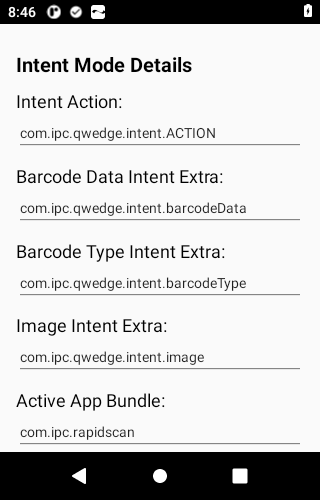 8:46
Intent Mode Details
Intent Action:
com.ipc.qwedge.intent.ACTION
Barcode Data Intent Extra:
com.ipc.qwedge.intent.barcodeData
Barcode Type Intent Extra:
com.ipc.qwedge.intent.barcodeType
Image Intent Extra:
com.ipc.qwedge.intent.image
Active App Bundle:
com.ipc.rapidscan